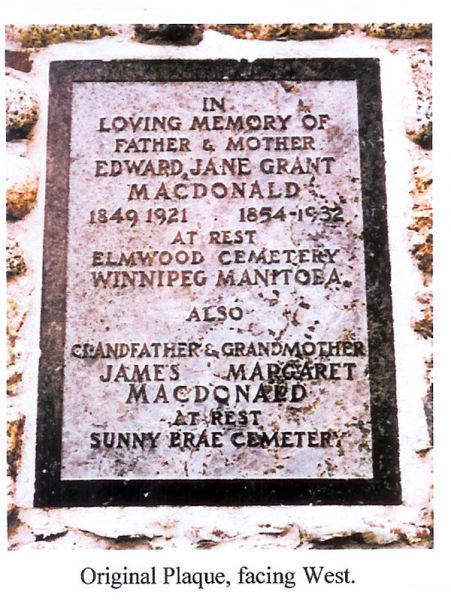 IN
LOVING MEMORY OF
FATHER & MOTHER
EDWARD, JANE GRANT
MACDONALD
1849 1921 1854-1932
AT REST
ELMWOOD CEMETERY
WINNIPEG MANITOBA
ALSO
GRANDFATHER & GRANDMOTHER
JAMES MARGARET
MACDONALD
AT REST
SUNNY BRAE CEMETERY
Original Plaque, facing West.